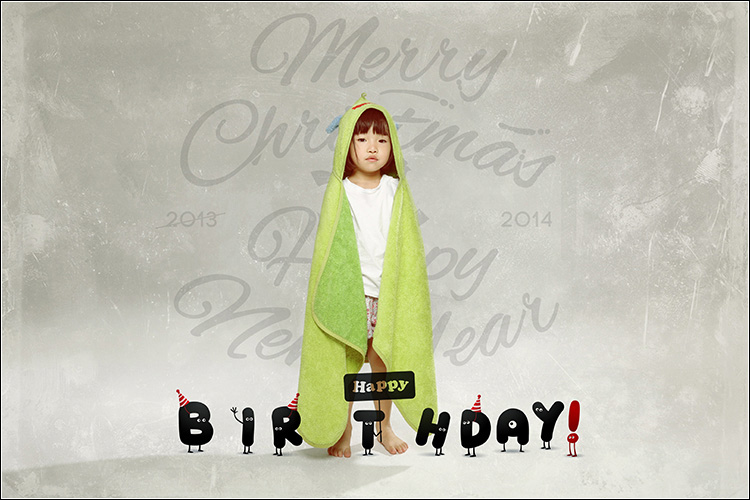 Merry
Christmas
2013 2014
Happy
New Year
Happy
BIRTHDAY!